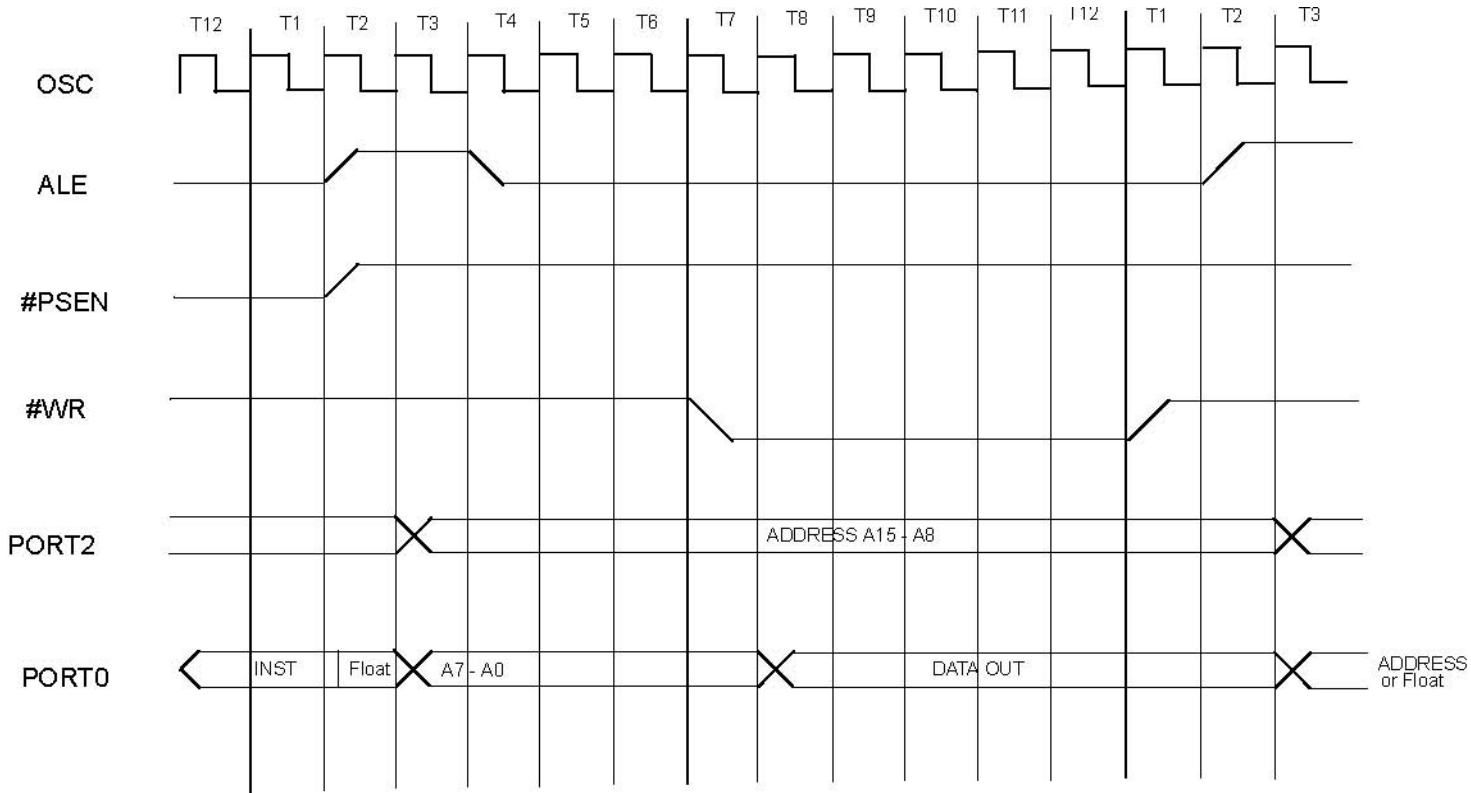 T12 T1 T2 T3 T4 T5 T6 T7 T8 T9 T10 T11 T12 T1 T2 T3
OSC
ALE
#PSEN
#WR
PORT2 ADDRESS A15 - A8
PORT0 INST Float A7 - A0 DATA OUT ADDRESS
or Float